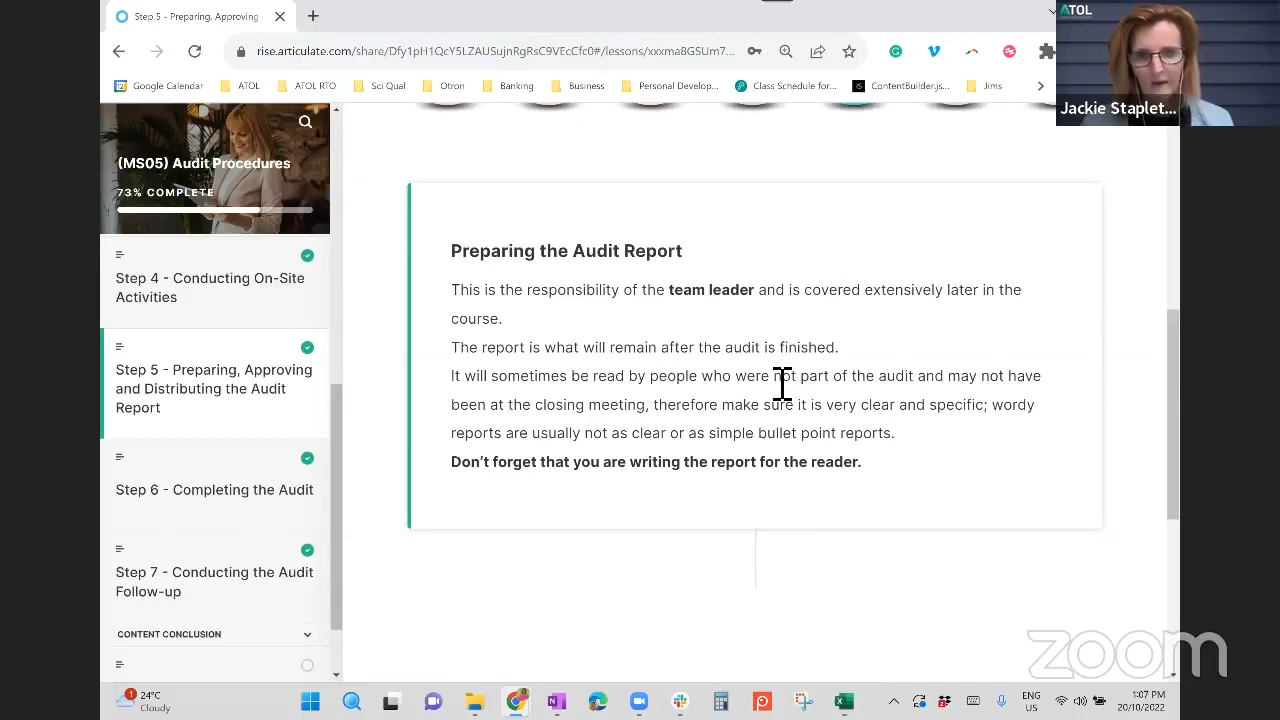 Step 5 - Preparing, Approving
rise.articulate.com/share/Dfy1pH1QcY5LZAUSujnRgRsC9VEcCfc0#/lessons/xxxma8GSUm7...
Google Calendar
ATOL
ATOL RTO
Sci Qual
Otron
Banking
Business
Personal Develop...
Class Schedule for...
ContentBuilder.js...
Jims
ATOL
Jackie Staplet...
(MS05) Audit Procedures
73% COMPLETE
Step 4 - Conducting On-Site
Activities
Step 5 - Preparing, Approving
and Distributing the Audit
Report
Step 6 - Completing the Audit
Step 7 - Conducting the Audit
Follow-up
CONTENT CONCLUSION
Preparing the Audit Report
This is the responsibility of the team leader and is covered extensively later in the
course.
The report is what will remain after the audit is finished.
It will sometimes be read by people who were not part of the audit and may not have
been at the closing meeting, therefore make sure it is very clear and specific; wordy
reports are usually not as clear or as simple bullet point reports.
Don't forget that you are writing the report for the reader.
zoom
1
24°C
Cloudy
ENG
US
1:07 PM
20/10/2022